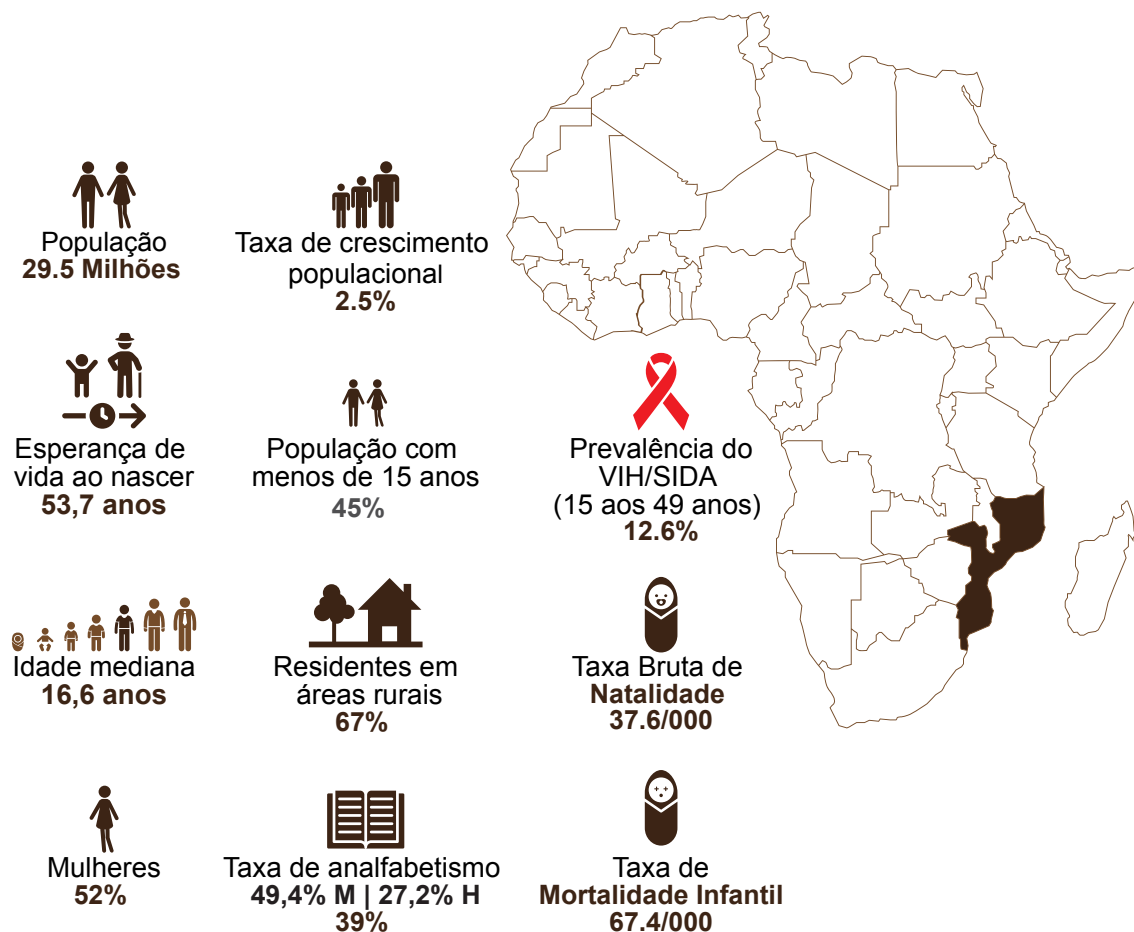 População
29.5 Milhões
Taxa de crescimento
populacional
2.5%
Esperança de
vida ao nascer
53,7 anos
População com
menos de 15 anos
45%
Prevalência do
VIH/SIDA
(15 aos 49 anos)
12.6%
Idade mediana
16,6 anos
Residentes em
áreas rurais
67%
Taxa Bruta de
Natalidade
37.6/000
Mulheres
52%
Taxa de analfabetismo
49,4% M | 27,2% H
39%
Taxa de
Mortalidade Infantil
67.4/000